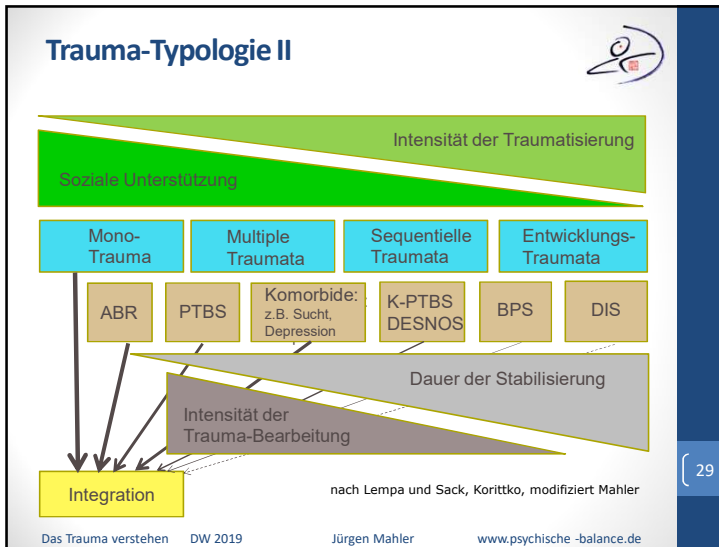 Trauma-Typologie II
Intensität der Traumatisierung
Soziale Unterstützung
Mono-
Trauma
Multiple
Traumata
Sequentielle
Traumata
Entwicklungs-
Traumata
ABR
PTBS
Komorbide:
z.B. Sucht,
Depression
K-PTBS
DESNOS
BPS
DIS
Dauer der Stabilisierung
Intensität der
Trauma-Bearbeitung
Integration
nach Lempa und Sack, Korittko, modifiziert Mahler
29
Das Trauma verstehen DW 2019 Jürgen Mahler www.psychische -balance.de